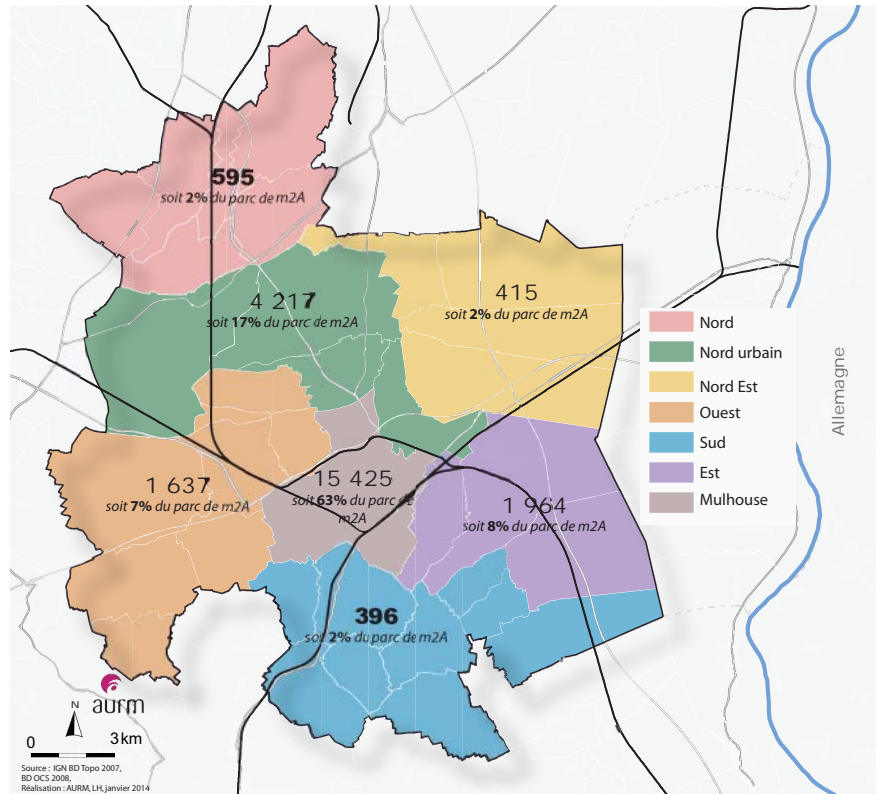 595
soit 2% du parc de m2A
4 217
soit 17% du parc de m2A
415
soit 2% du parc de m2A
Nord
Nord urbain
Nord Est
Ouest
Sud
Est
Mulhouse
Allemagne
1 637
soit 7% du parc de m2A
15 425
soit 63% du parc de
m2A
1 964
soit 8% du parc de m2A
396
soit 2% du parc de m2A
aurm
N
0 3km
Source : IGN BD Topo 2007,
BD OCS 2008,
Réalisation : AURM, LH, janvier 2014